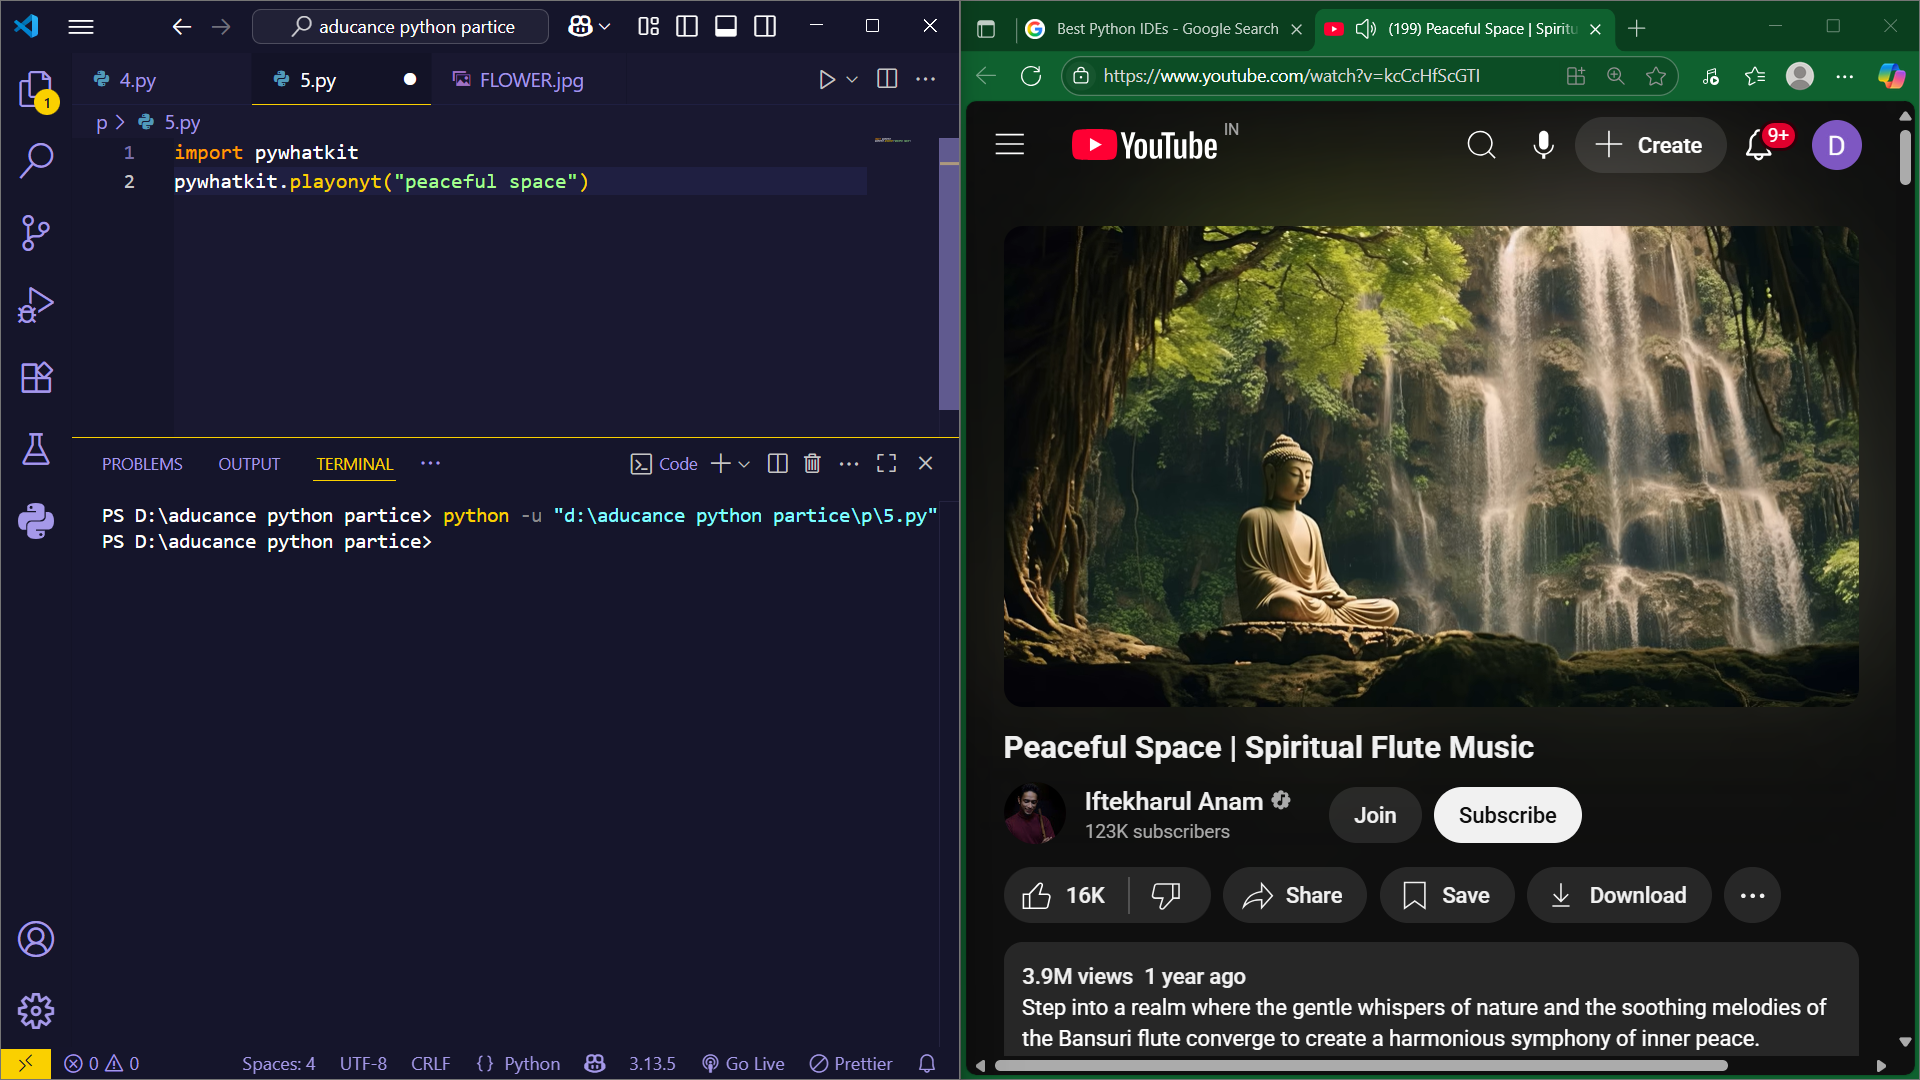 aducance python partice
4.py
5.py
FLOWER.jpg
1
p > 5.py
1 import pywhatkit
2 pywhatkit.playonyt("peaceful space")
PROBLEMS OUTPUT TERMINAL
Code
PS D:\aducance python partice> python -u "d:\aducance python partice\p\5.py"
PS D:\aducance python partice>
0 0 Spaces: 4 UTF-8 CRLF {} Python 3.13.5 Go Live Prettier
Best Python IDEs - Google Search
(199) Peaceful Space | Spiritu
https://www.youtube.com/watch?v=kcCcHfScGTI
YouTube IN
Create
9+
D
Peaceful Space | Spiritual Flute Music
Iftekharul Anam
123K subscribers
Join
Subscribe
16K
Share
Save
Download
3.9M views 1 year ago
Step into a realm where the gentle whispers of nature and the soothing melodies of
the Bansuri flute converge to create a harmonious symphony of inner peace.